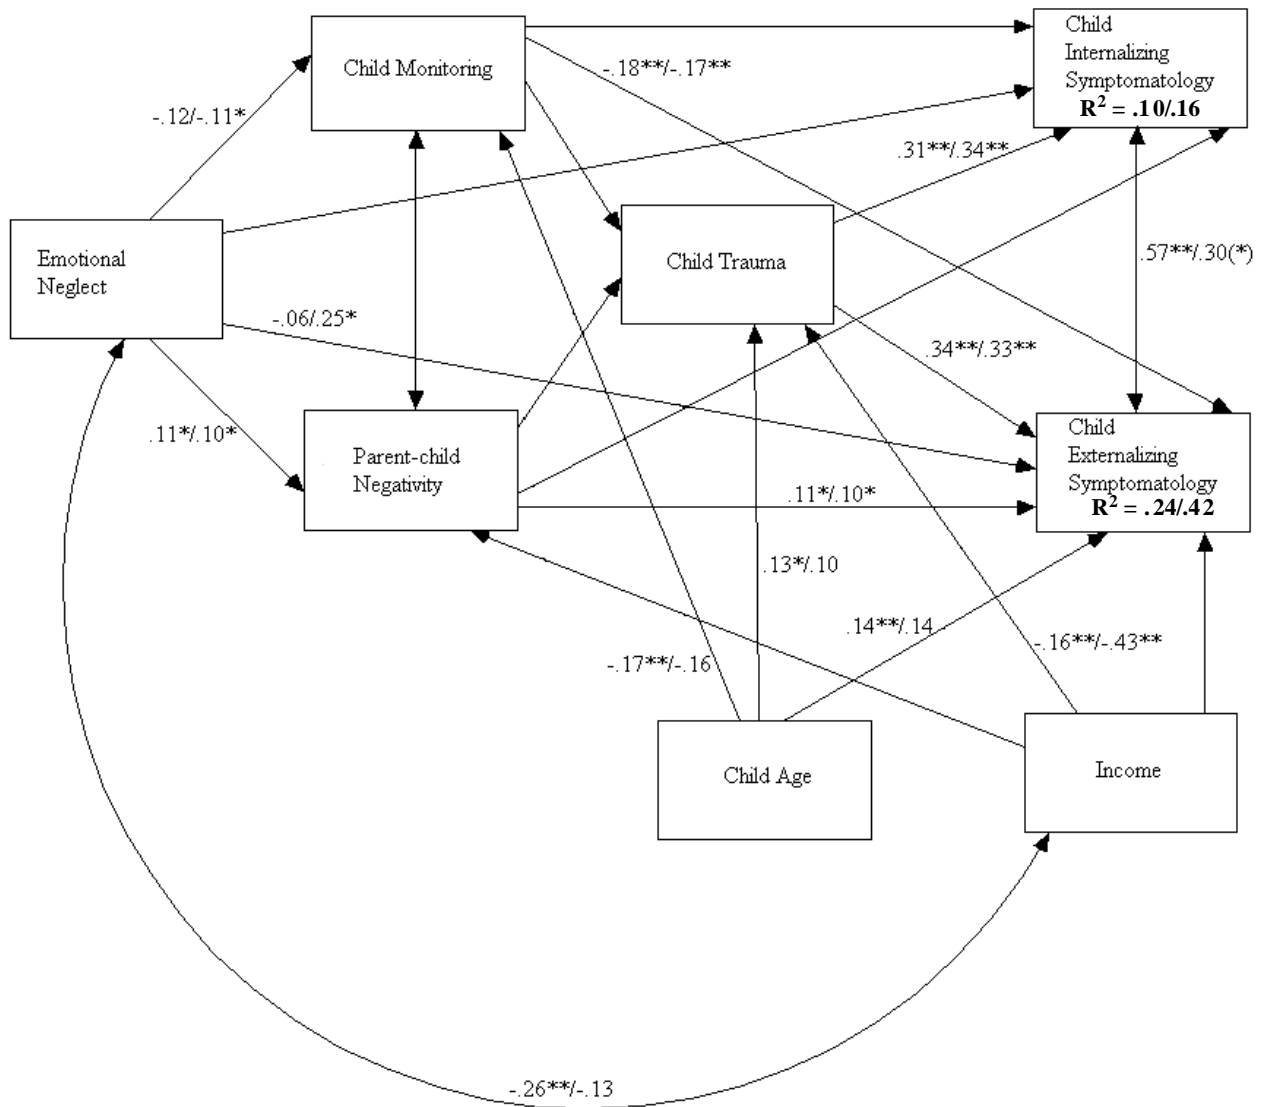 Child
Internalizing
Symptomatology
R² = .10/.16
Child Monitoring
-.18**/-.17**
-.12/-.11*
.31**/.34**
Emotional
Neglect
Child Trauma
.57**/.30(*)
-.06/.25*
.34**/.33**
.11*/.10*
Parent-child
Negativity
Child
Externalizing
Symptomatology
R² = .24/.42
.11*/.10*
.13*/.10
.14**/.14
-.17**/-.16
-.16**/-.43**
Child Age
Income
-.26**/-.13